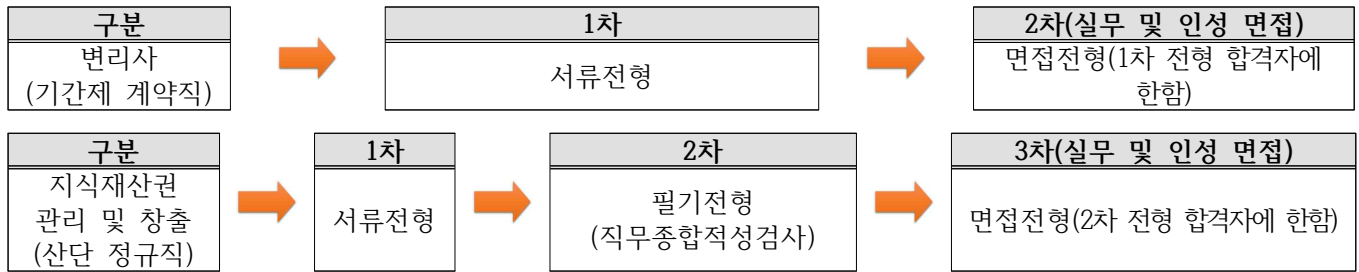 구분
변리사
(기간제 계약직)
1차
서류전형
2차(실무 및 인성 면접)
면접전형(1차 전형 합격자에
한함)
구분
지식재산권
관리 및 창출
(산단 정규직)
1차
서류전형
2차
필기전형
(직무종합적성검사)
3차(실무 및 인성 면접)
면접전형(2차 전형 합격자에 한함)